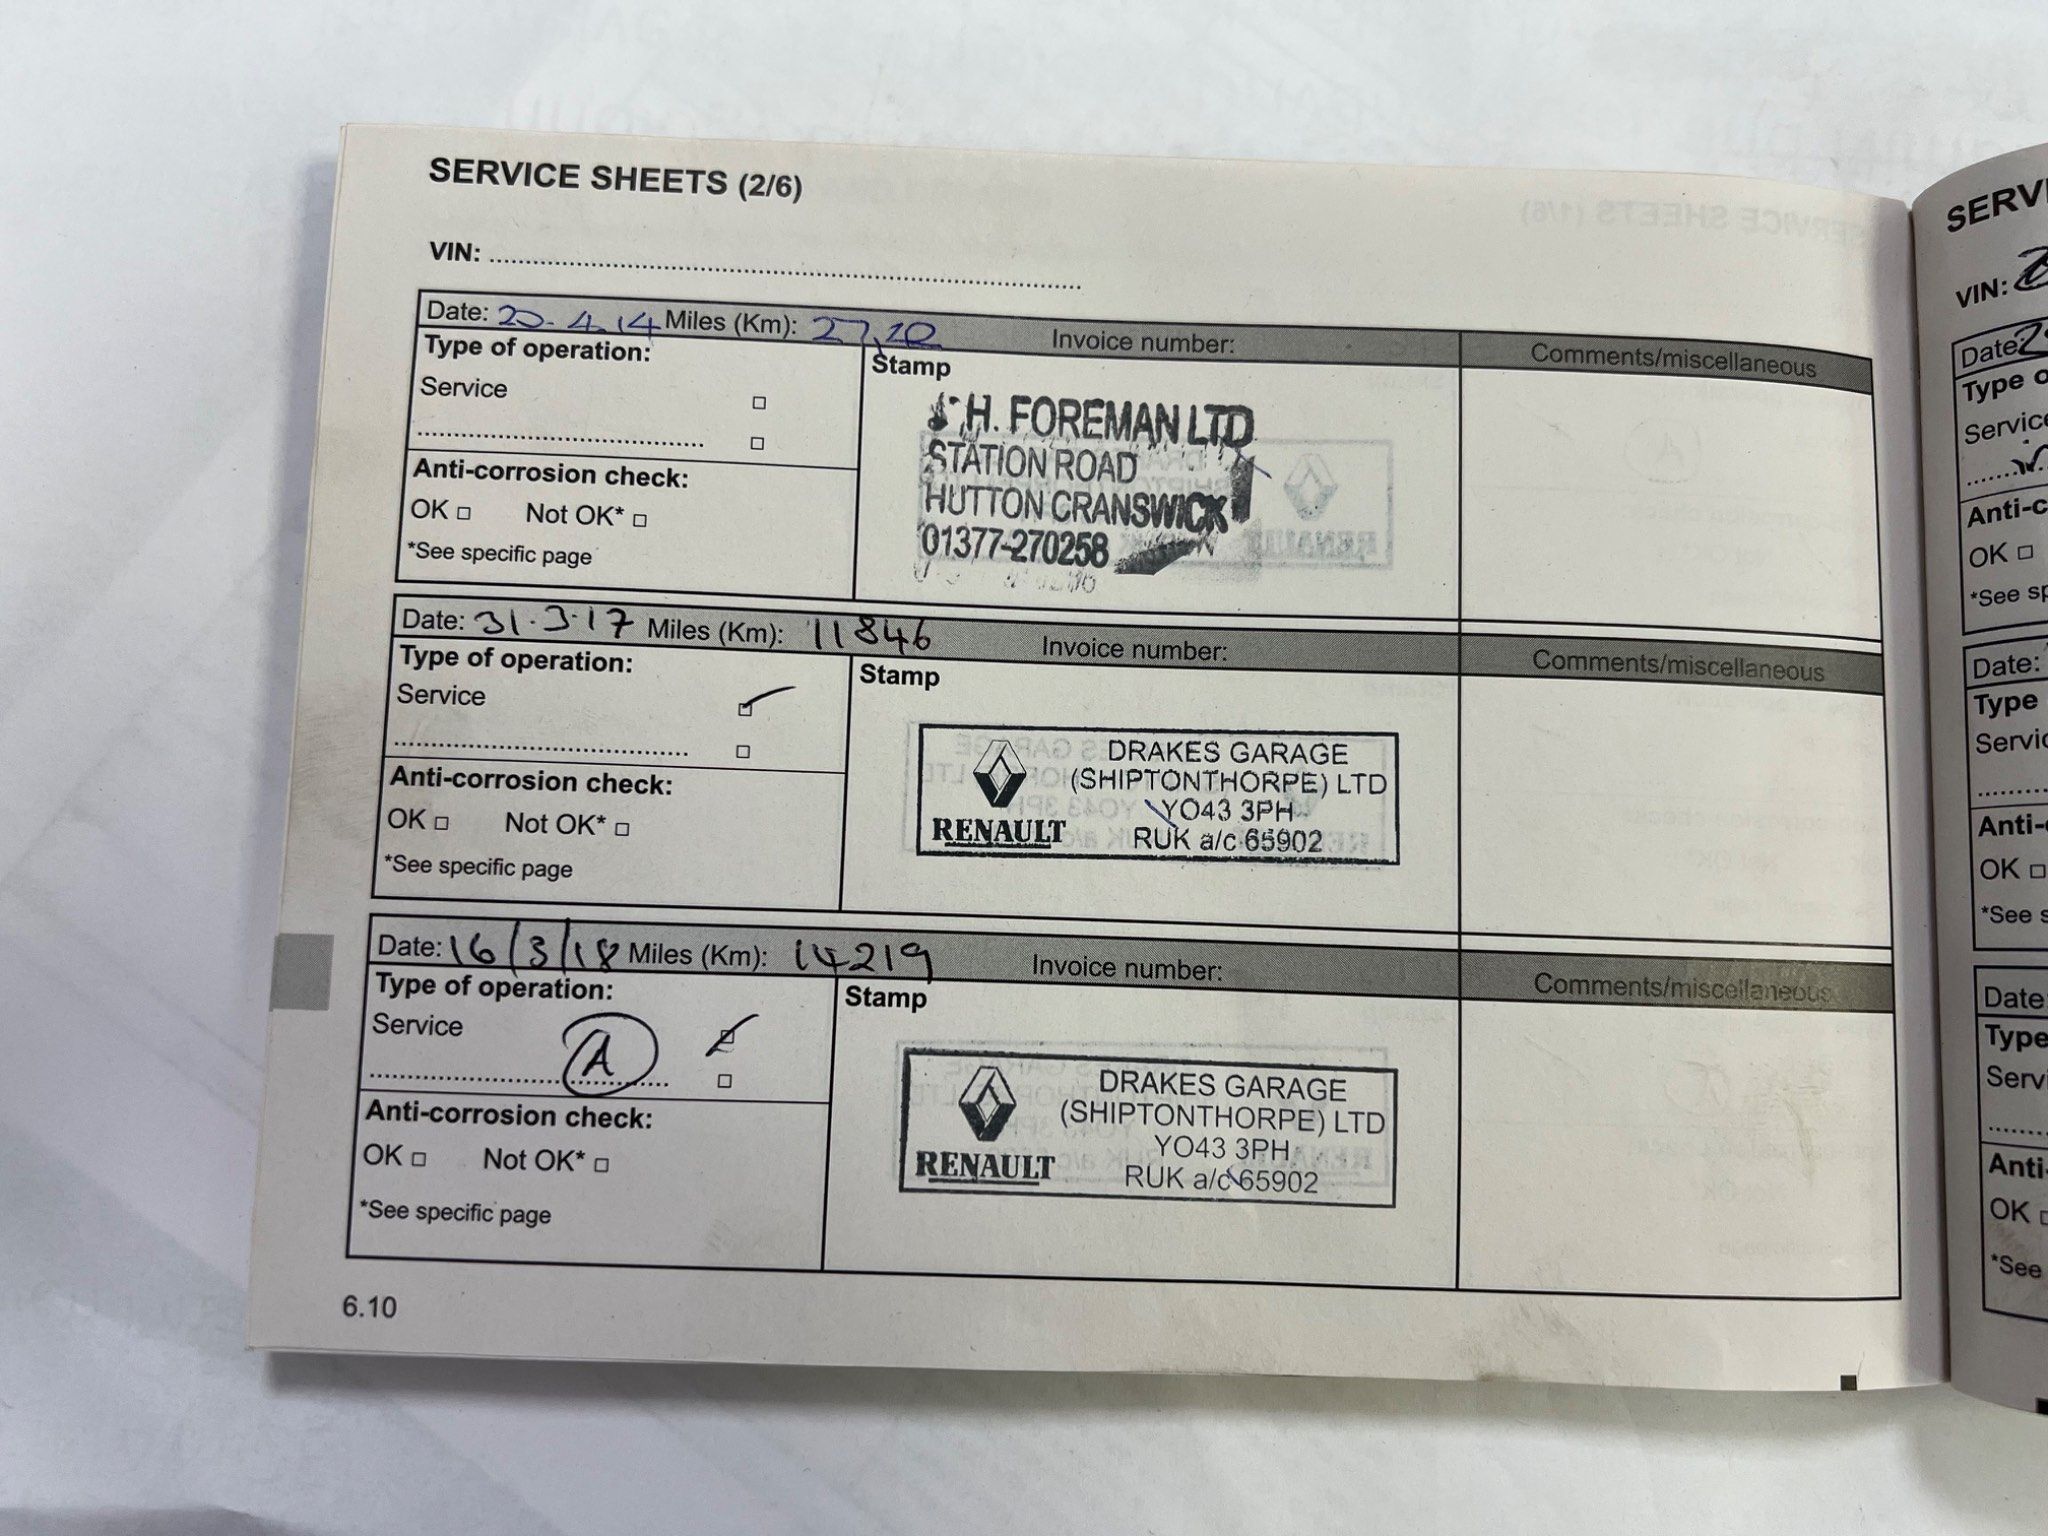 SERVICE SHEETS (2/6)
VIN:
Date: 20.4.14 Miles (Km): Invoice number: Comments/miscellaneous
Type of operation:
Service
Anti-corrosion check:
OK Not OK*
*See specific page
Stamp
H. FOREMAN LTD
STATION ROAD
HUTTON CRANSWICK
01377-270258
Date: 31.3.17 Miles (Km): 11846 Invoice number: Comments/miscellaneous
Type of operation:
Service
Anti-corrosion check:
OK Not OK*
*See specific page
Stamp
DRAKES GARAGE
(SHIPTONTHORPE) LTD
YO43 3PH
RENAULT RUK a/c 65902
Date: 16/3/18 Miles (Km): 14219 Invoice number: Comments/miscellaneous
Type of operation:
Service
A
Anti-corrosion check:
OK Not OK*
*See specific page
Stamp
DRAKES GARAGE
(SHIPTONTHORPE) LTD
YO43 3PH
RENAULT RUK a/c 65902
6.10
SERVI
VIN:
Date:
Type o
Service
Anti-c
OK
*See sp
Date:
Type
Servic
Anti-
OK
*See s
Date:
Type
Servi
Anti-
OK
*See